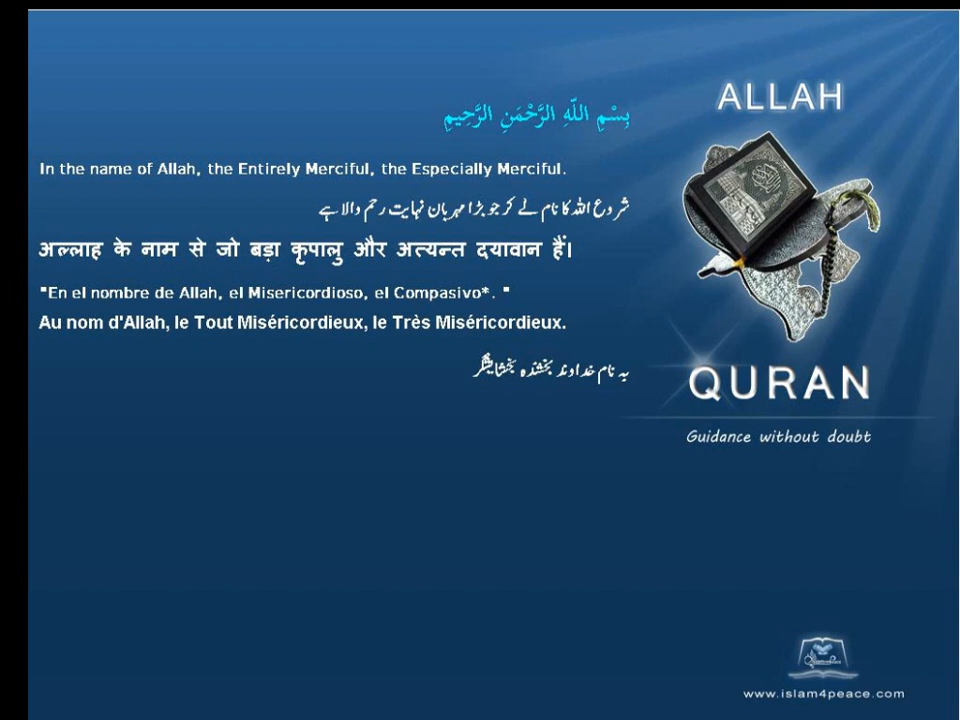 بِسْمِ اللّهِ الرَّحْمَنِ الرَّحِيمِ
In the name of Allah, the Entirely Merciful, the Especially Merciful.
شروع الله کا نام لے کر جو بڑا مہربان نہایت رحم والا ہے
अल्लाह के नाम से जो बड़ा कृपालु और अत्यन्त दयावान हैं।
"En el nombre de Allah, el Misericordioso, el Compasivo*. "
Au nom d'Allah, le Tout Miséricordieux, le Très Miséricordieux.
به نام خداوند بخشنده بخشایشگر
ALLAH
QURAN
Guidance without doubt
www.islam4peace.com